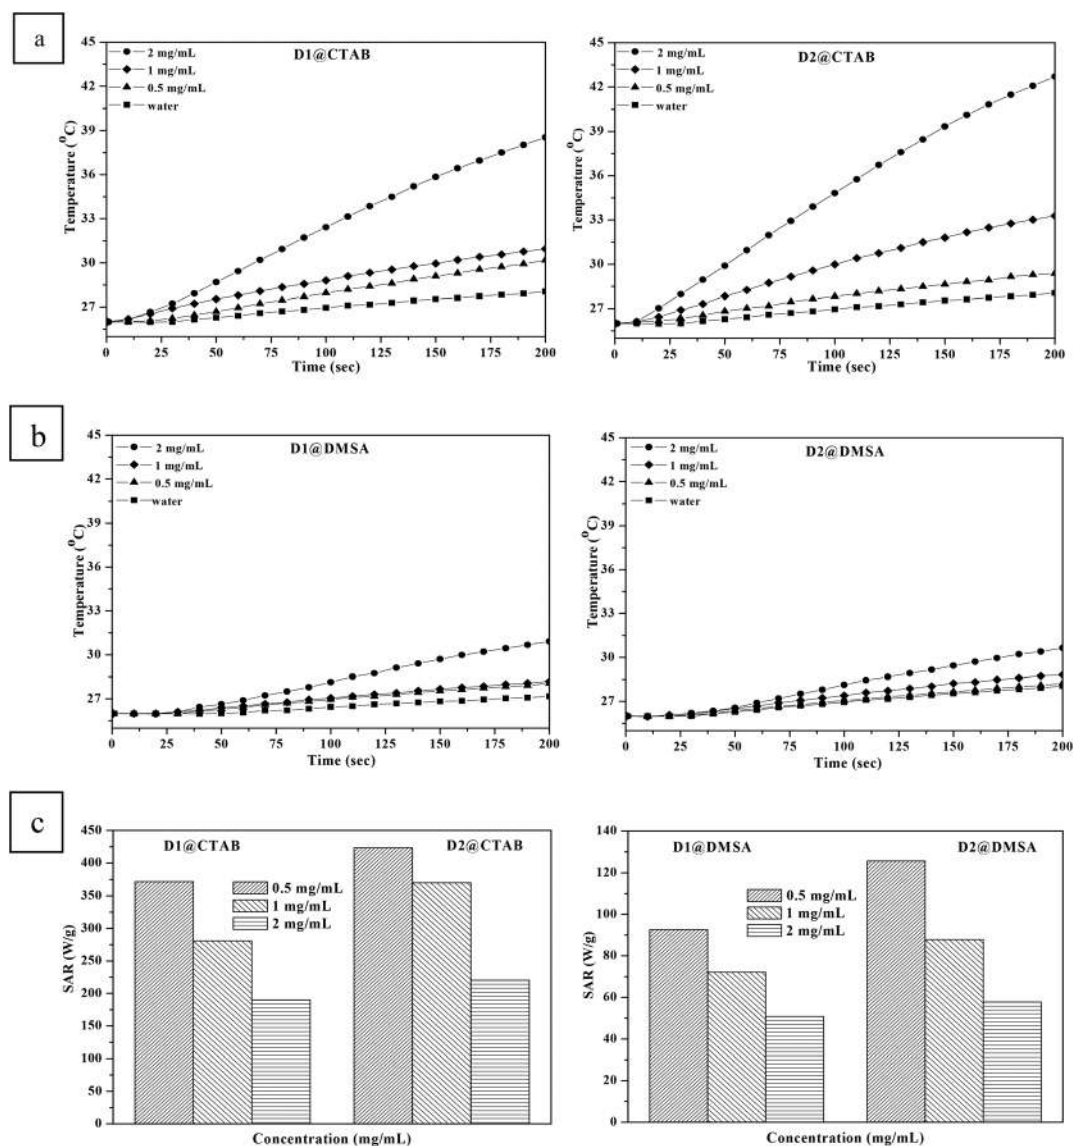 a
D1@CTAB
2 mg/mL
1 mg/mL
0.5 mg/mL
water
45
42
39
36
33
30
27
Temperature (°C)
0 25 50 75 100 125 150 175 200
Time (sec)
D2@CTAB
2 mg/mL
1 mg/mL
0.5 mg/mL
water
45
42
39
36
33
30
27
Temperature (°C)
0 25 50 75 100 125 150 175 200
Time (sec)
b
D1@DMSA
2 mg/mL
1 mg/mL
0.5 mg/mL
water
45
42
39
36
33
30
27
Temperature (°C)
0 25 50 75 100 125 150 175 200
Time (sec)
D2@DMSA
2 mg/mL
1 mg/mL
0.5 mg/mL
water
45
42
39
36
33
30
27
Temperature (°C)
0 25 50 75 100 125 150 175 200
Time (sec)
c
D1@CTAB D2@CTAB
0.5 mg/mL
1 mg/mL
2 mg/mL
450
400
350
300
250
200
150
100
50
0
SAR (W/g)
Concentration (mg/mL)
D1@DMSA D2@DMSA
0.5 mg/mL
1 mg/mL
2 mg/mL
140
120
100
80
60
40
20
0
SAR (W/g)
Concentration (mg/mL)